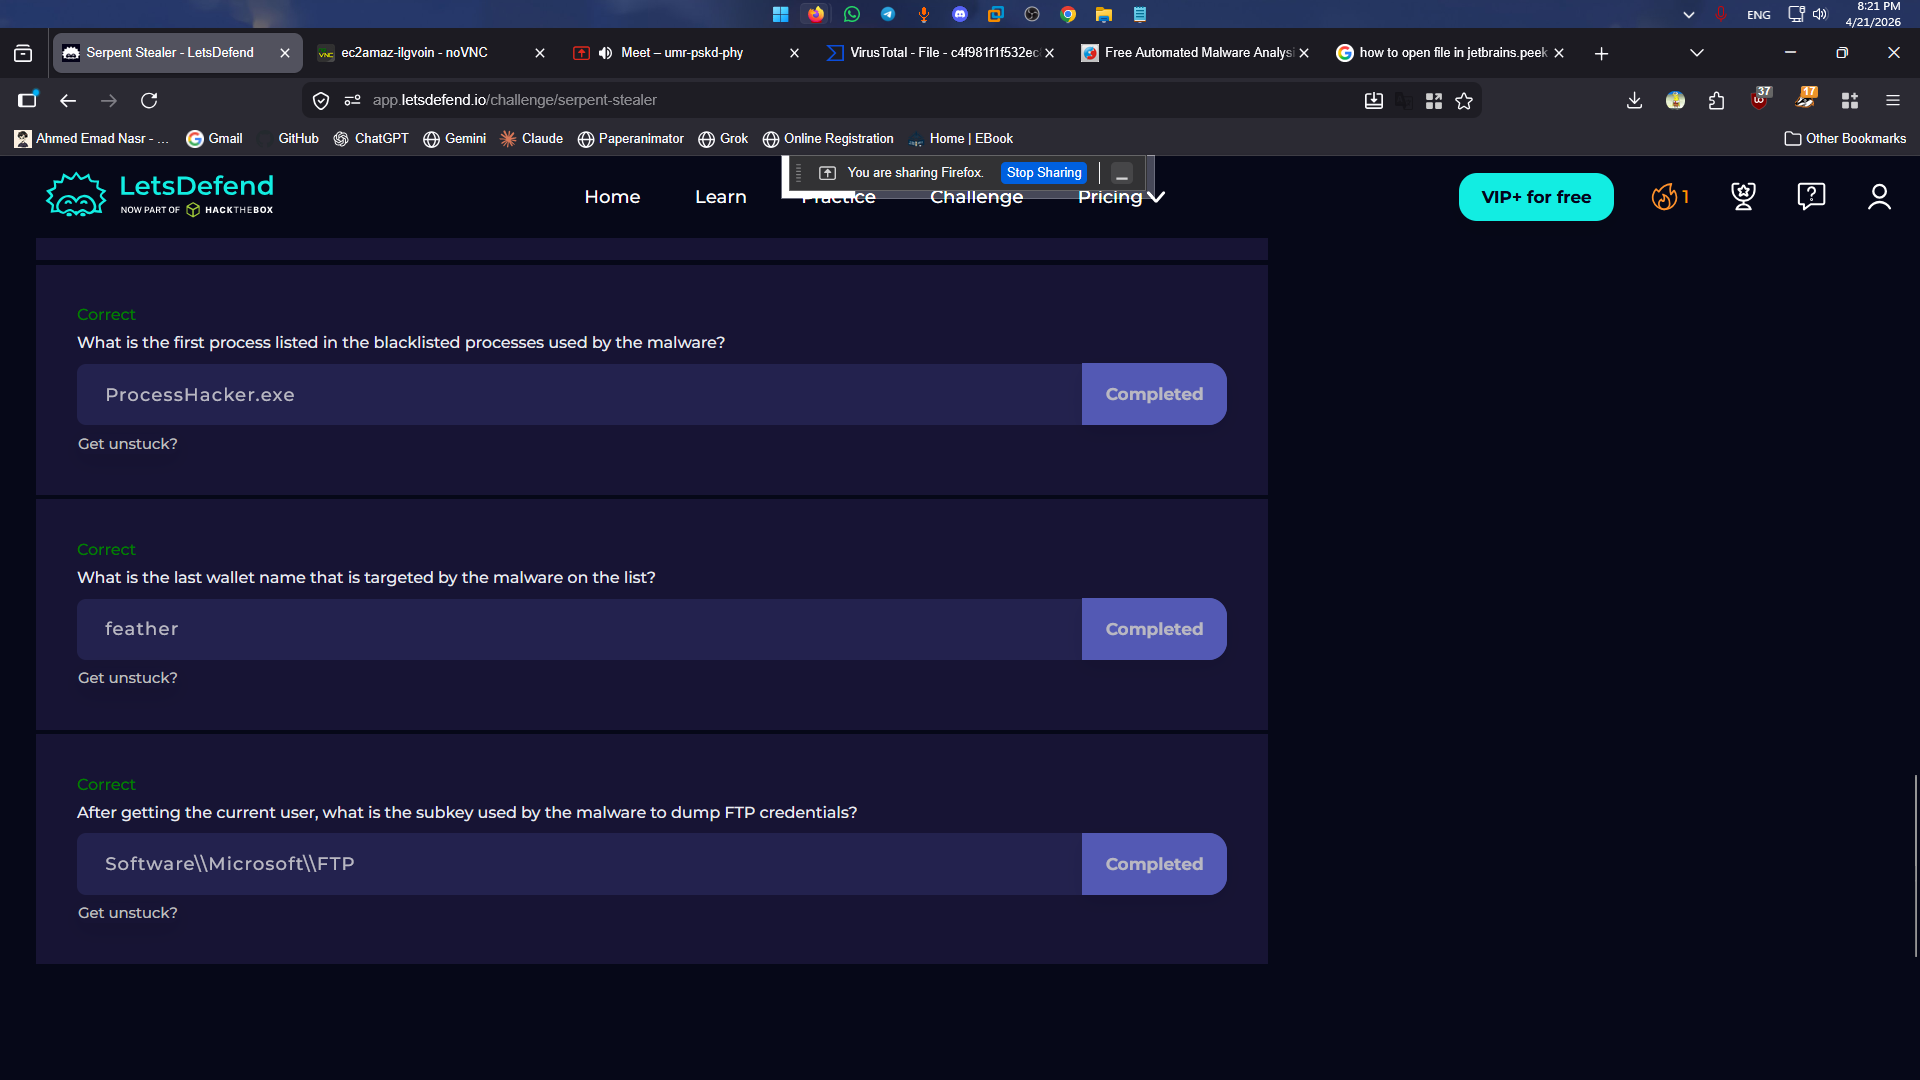 8:21 PM
ENG
4/21/2026
Serpent Stealer - LetsDefend
ec2amaz-ilgvoin - noVNC
Meet – umr-pskd-phy
VirusTotal - File - c4f981f1f532ec
Free Automated Malware Analysi
how to open file in jetbrains.peek
app.letsdefend.io/challenge/serpent-stealer
37
17
Ahmed Emad Nasr - ...
Gmail
GitHub
ChatGPT
Gemini
Claude
Paperanimator
Grok
Online Registration
Home | EBook
Other Bookmarks
You are sharing Firefox.
Stop Sharing
LetsDefend
NOW PART OF HACKTHEBOX
Home
Learn
Practice
Challenge
Pricing
VIP+ for free
1
Correct
What is the first process listed in the blacklisted processes used by the malware?
ProcessHacker.exe
Completed
Get unstuck?
Correct
What is the last wallet name that is targeted by the malware on the list?
feather
Completed
Get unstuck?
Correct
After getting the current user, what is the subkey used by the malware to dump FTP credentials?
Software\\Microsoft\\FTP
Completed
Get unstuck?